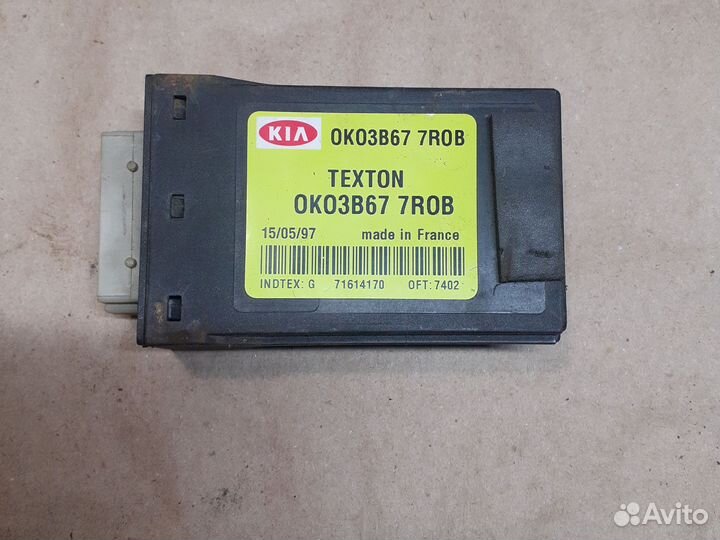 KIA OK03B67 7R0B
TEXTON
OK03B67 7R0B
15/05/97 made in France
INDTEX: G 71614170 OFT: 7402
Avito